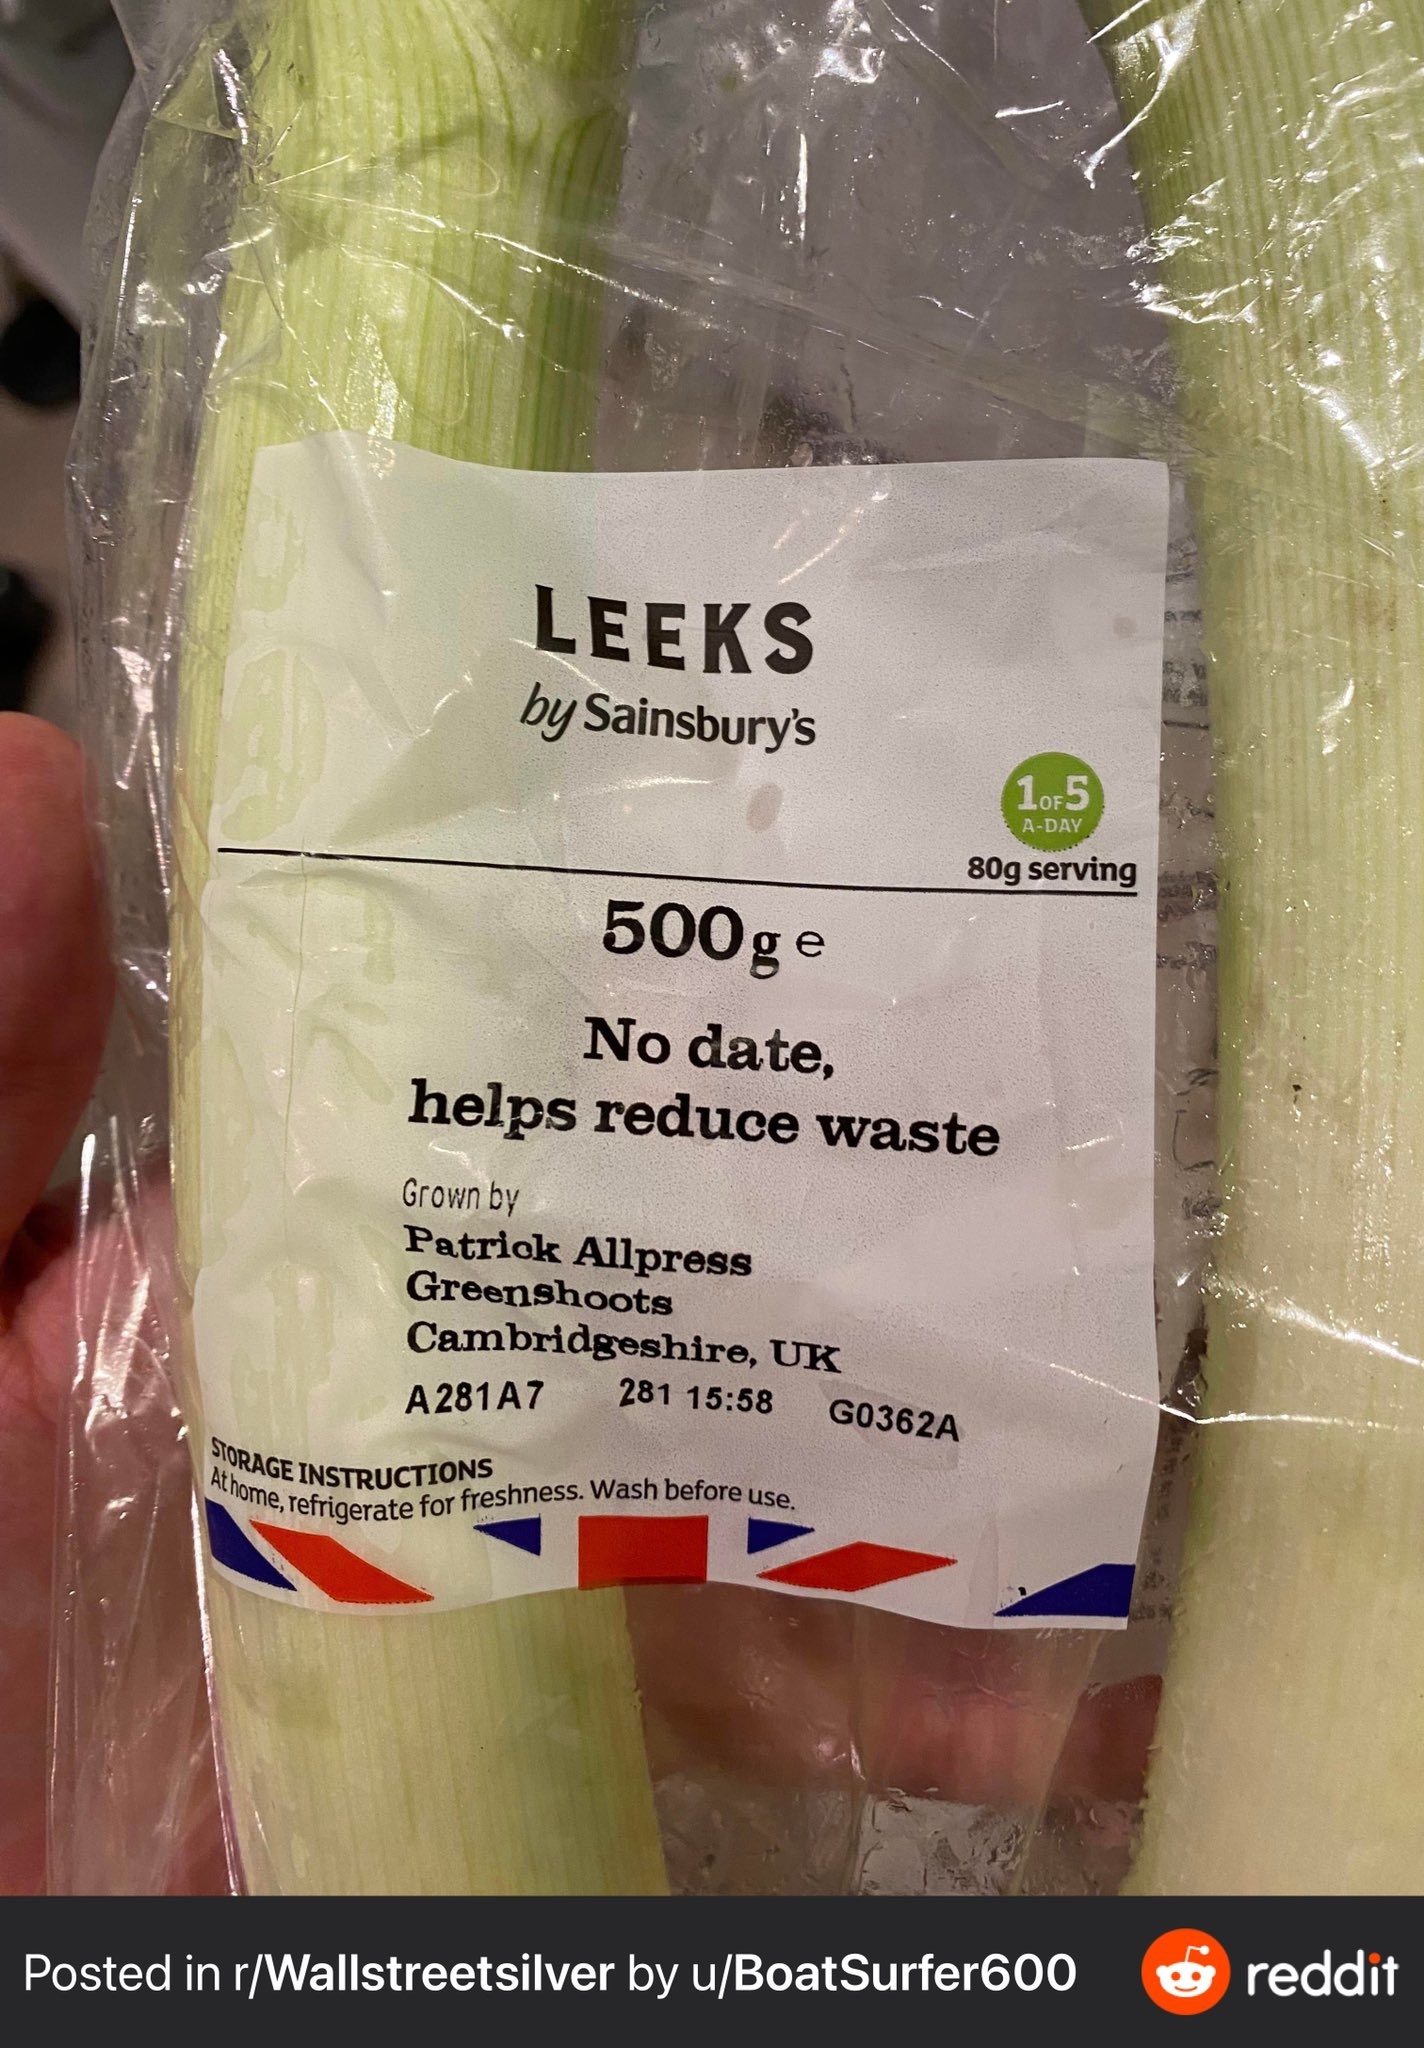 LEEKS
by Sainsbury's
1 OF 5
A-DAY
80g serving
500g e
No date,
helps reduce waste
Grown by
Patrick Allpress
Greenshoots
Cambridgeshire, UK
A281A7 281 15:58 G0362A
STORAGE INSTRUCTIONS
At home, refrigerate for freshness. Wash before use.
Posted in r/Wallstreetsilver by u/BoatSurfer600 reddit